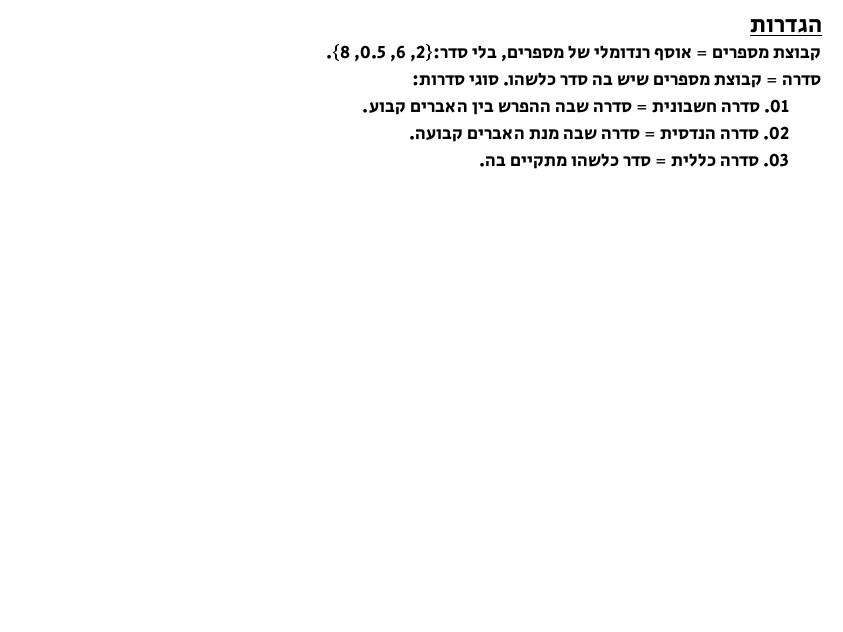 הגדרות
קבוצת מספרים = אוסף רנדומלי של מספרים, בלי סדר:{2, 6, 0.5, 8}.
סדרה = קבוצת מספרים שיש בה סדר כלשהו. סוגי סדרות:
01. סדרה חשבונית = סדרה שבה ההפרש בין האברים קבוע.
02. סדרה הנדסית = סדרה שבה מנת האברים קבועה.
03. סדרה כללית = סדר כלשהו מתקיים בה.